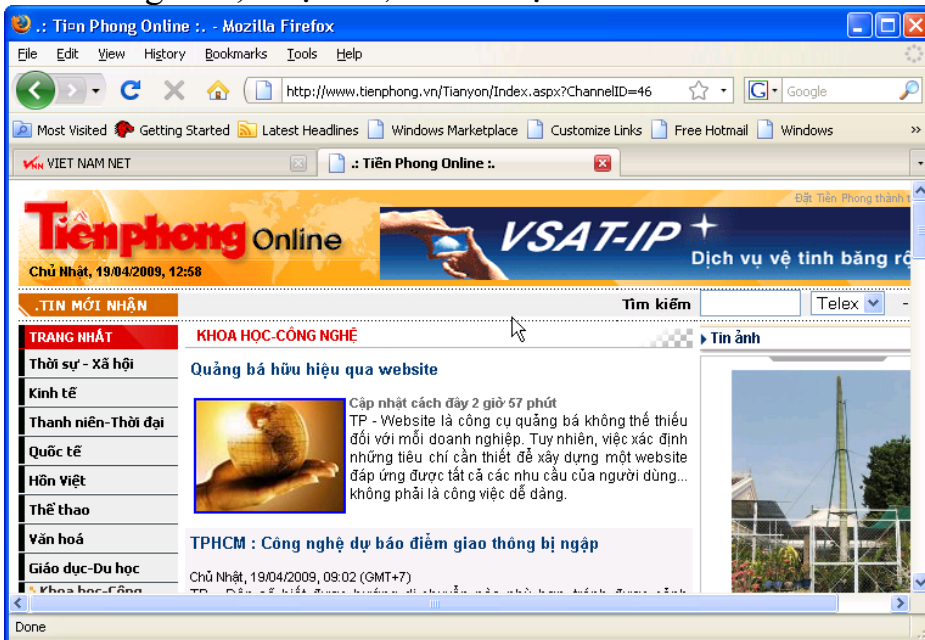 .: Ti¤n Phong Online :. - Mozilla Firefox
File Edit View History Bookmarks Tools Help
http://www.tienphong.vn/Tianyon/Index.aspx?ChannelID=46
G Google
Most Visited Getting Started Latest Headlines Windows Marketplace Customize Links Free Hotmail Windows »
VIET NAM NET
.: Tiền Phong Online :.
Đặt Tiền Phong thành t
Tiềnphong Online
VSAT-IP +
Dịch vụ vệ tinh băng rộ
Chủ Nhật, 19/04/2009, 12:58
.TIN MỚI NHẬN
Tìm kiếm
Telex -
TRANG NHẤT
Thời sự - Xã hội
Kinh tế
Thanh niên-Thời đại
Quốc tế
Hồn Việt
Thể thao
Văn hoá
Giáo dục-Du học
Khoa học-Công
KHOA HỌC-CÔNG NGHỆ
Quảng bá hữu hiệu qua website
Cập nhật cách đây 2 giờ 57 phút
TP - Website là công cụ quảng bá không thể thiếu
đối với mỗi doanh nghiệp. Tuy nhiên, việc xác định
những tiêu chí cần thiết để xây dựng một website
đáp ứng được tất cả các nhu cầu của người dùng...
không phải là công việc dễ dàng.
TPHCM : Công nghệ dự báo điểm giao thông bị ngập
Chủ Nhật, 19/04/2009, 09:02 (GMT+7)
Tin ảnh
Done